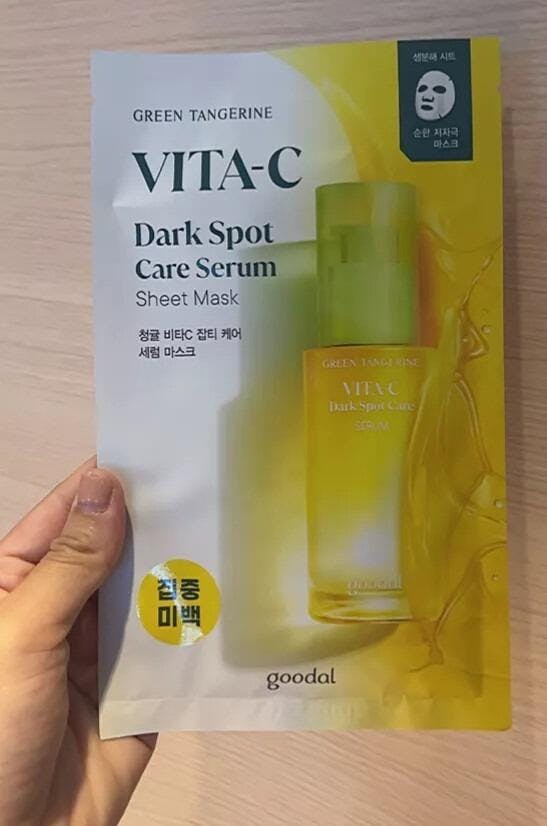 생분해 시트
순한 저자극
마스크
GREEN TANGERINE
VITA-C
Dark Spot
Care Serum
Sheet Mask
청귤 비타C 잡티 케어
세럼 마스크
GREEN TANGERINE
VITA-C
Dark Spot Care
SERUM
goodal
집중
미백
goodal